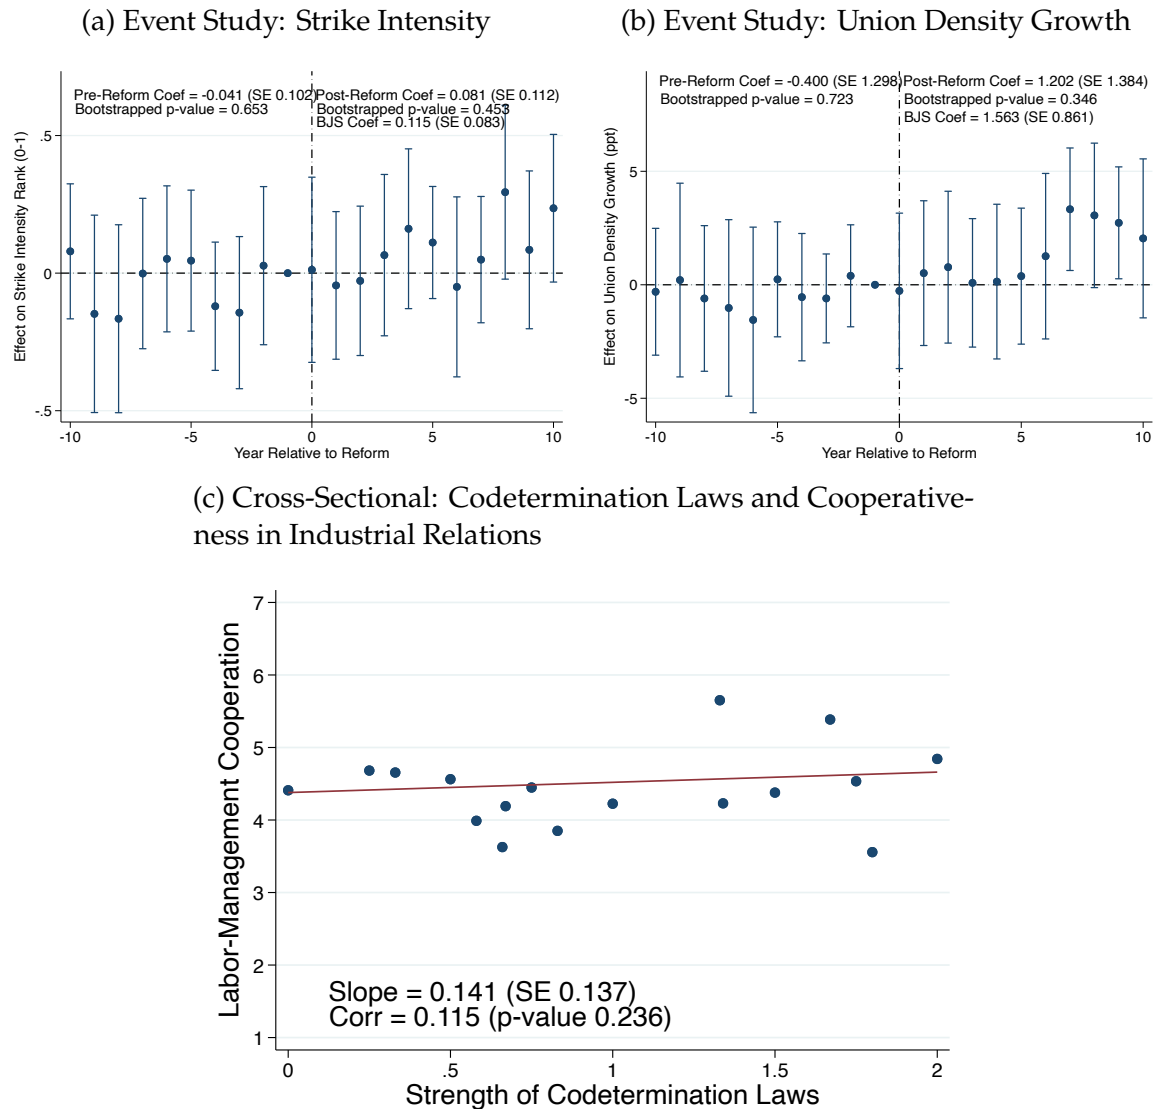 (a) Event Study: Strike Intensity
Pre-Reform Coef = -0.041 (SE 0.102)
Bootstrapped p-value = 0.653
Post-Reform Coef = 0.081 (SE 0.112)
Bootstrapped p-value = 0.453
BJS Coef = 0.115 (SE 0.083)
Effect on Strike Intensity Rank (0-1)
.5
0
-.5
-10 -5 0 5 10
Year Relative to Reform
(b) Event Study: Union Density Growth
Pre-Reform Coef = -0.400 (SE 1.298)
Bootstrapped p-value = 0.723
Post-Reform Coef = 1.202 (SE 1.384)
Bootstrapped p-value = 0.346
BJS Coef = 1.563 (SE 0.861)
Effect on Union Density Growth (ppt)
5
0
-5
-10 -5 0 5 10
Year Relative to Reform
(c) Cross-Sectional: Codetermination Laws and Cooperative-
ness in Industrial Relations
Labor-Management Cooperation
7
6
5
4
3
2
1
Slope = 0.141 (SE 0.137)
Corr = 0.115 (p-value 0.236)
0 .5 1 1.5 2
Strength of Codetermination Laws